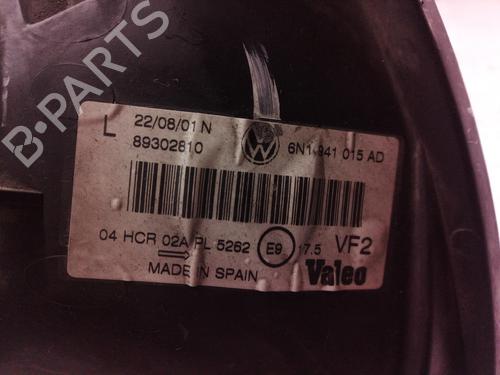 B-PARTS
L 22/08/01 N
89302810
6N1 941 015 AD
04 HCR 02A PL 5262 E9 17.5 VF2
MADE IN SPAIN
Valeo